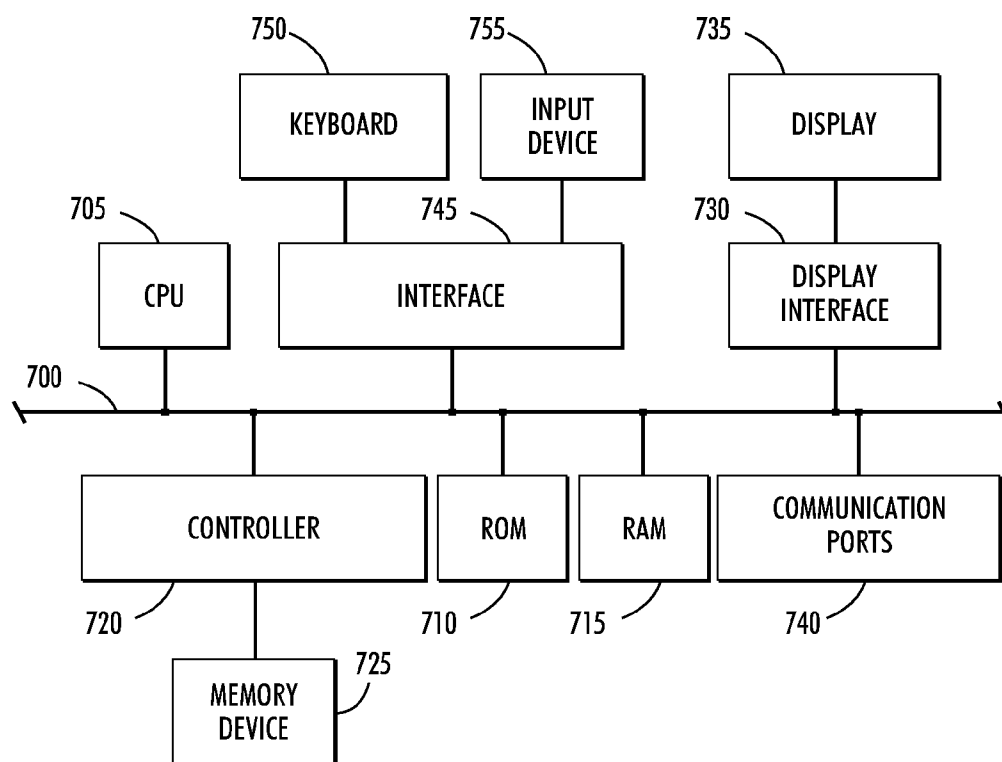 750
755
735
KEYBOARD
INPUT
DEVICE
DISPLAY
705
745
730
CPU
INTERFACE
DISPLAY
INTERFACE
700
CONTROLLER
ROM
RAM
COMMUNICATION
PORTS
720
710
715
740
725
MEMORY
DEVICE